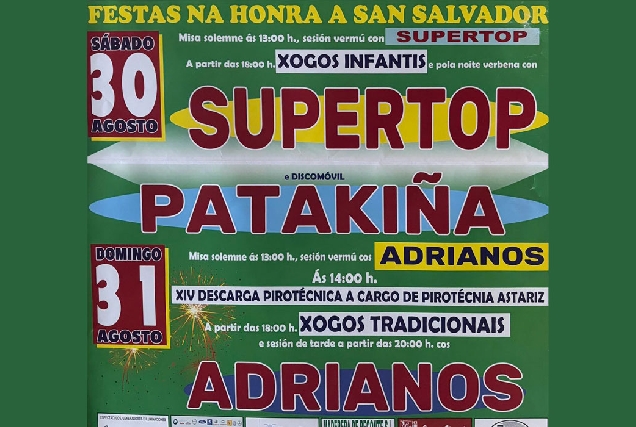 FESTAS NA HONRA A SAN SALVADOR
SÁBADO
30
AGOSTO
Misa solemne ás 13:00 h., sesión vermú con SUPERTOP
A partir das 18:00 h. XOGOS INFANTIS e pola noite verbena con
SUPERTOP
e DISCOMÓVIL
PATAKIÑA
DOMINGO
31
AGOSTO
Misa solemne ás 13:00 h., sesión vermú cos ADRIANOS
Ás 14:00 h.
XIV DESCARGA PIROTÉCNICA A CARGO DE PIROTÉCNIA ASTARIZ
A partir das 18:00 h. XOGOS TRADICIONAIS
e sesión de tarde a partir das 20:00 h. cos
ADRIANOS